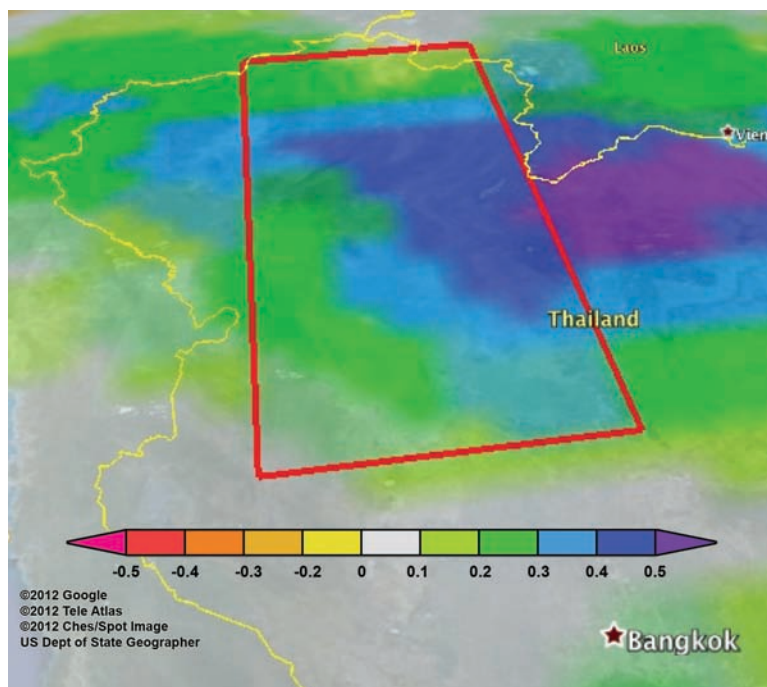 Laos
Vien
Thailand
-0.5 -0.4 -0.3 -0.2 0 0.1 0.2 0.3 0.4 0.5
©2012 Google
©2012 Tele Atlas
©2012 Ches/Spot Image
US Dept of State Geographer
Bangkok